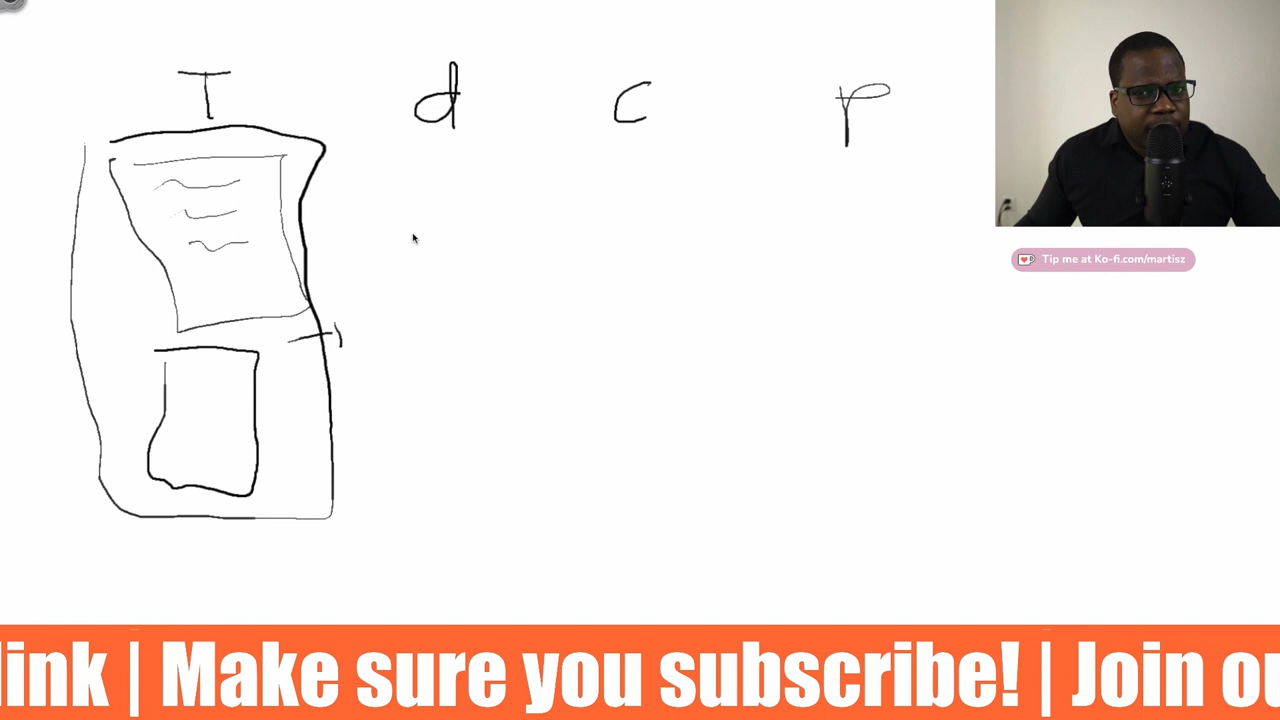 T d c p
Tip me at Ko-fi.com/martisz
link | Make sure you subscribe! | Join ou